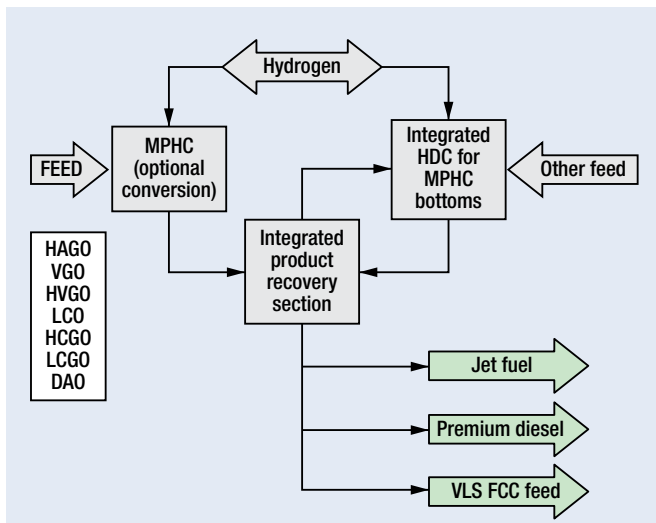 Hydrogen
MPHC
(optional
conversion)
Integrated
HDC for
MPHC
bottoms
FEED
Other feed
Integrated
product
recovery
section
HAGO
VGO
HVGO
LCO
HCGO
LCGO
DAO
Jet fuel
Premium diesel
VLS FCC feed